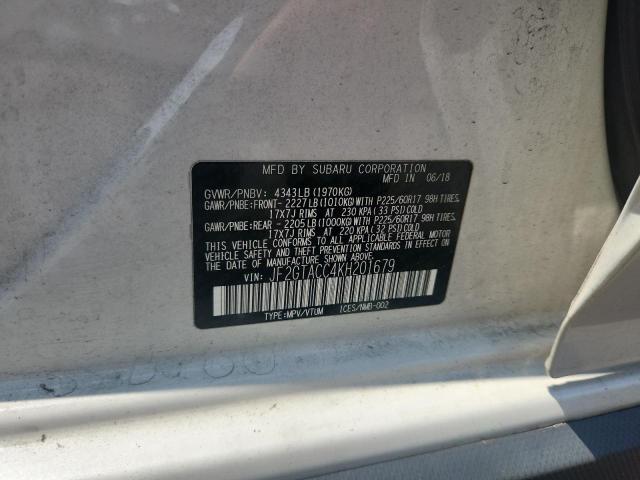 MFD BY SUBARU CORPORATION
MFD IN 06/18
GVWR/PNBV: 4343LB(1970KG)
GAWR/PNBE:FRONT- 2227LB(1010KG)WITH P225/60R17 98H TIRES,
17X7J RIMS AT 230 KPA(33 PSI)COLD
GAWR/PNBE:REAR - 2205LB(1000KG)WITH P225/60R17 98H TIRES,
17X7J RIMS AT 220 KPA(32 PSI)COLD
THIS VEHICLE CONFORMS TO ALL APPLICABLE FEDERAL MOTOR
VEHICLE SAFETY AND THEFT PREVENTION STANDARDS IN EFFECT ON
THE DATE OF MANUFACTURE SHOWN ABOVE.
VIN: JF2GTACC4KH201679
TYPE:MPV/VTUM ICES/NMB-002